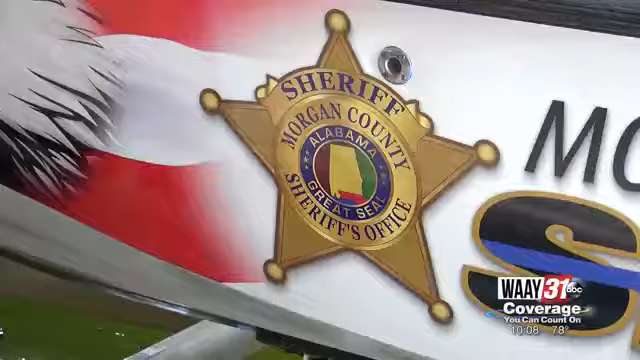 SHERIFF
MORGAN COUNTY
ALABAMA
GREAT SEAL
SHERIFF'S OFFICE
MO
S
WAAY 31 abc
Coverage
You Can Count On
10:08 78°